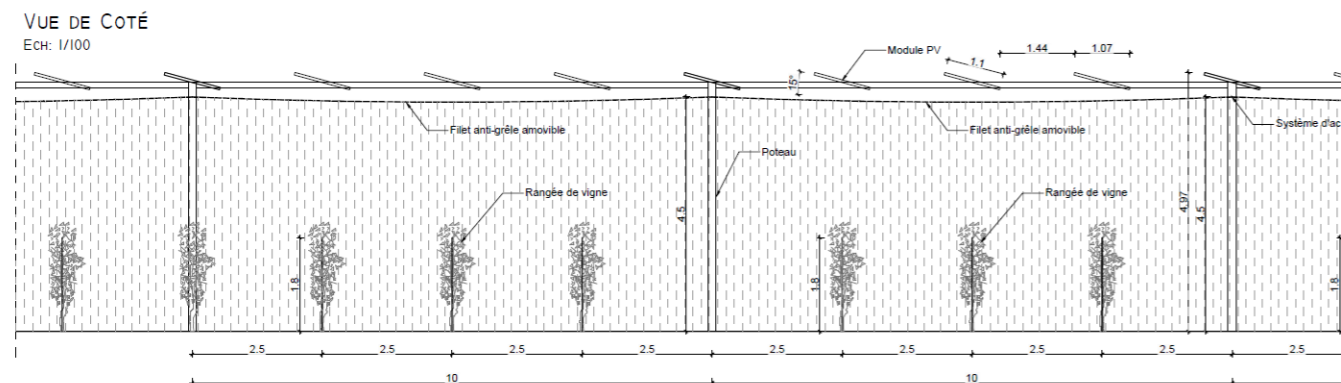 VUE DE COTÉ
ECH: 1/100
Module PV
1.1
1.44
1.07
15°
Filet anti-grêle amovible
Filet anti-grêle amovible
Système d'ac
Poteau
Rangée de vigne
Rangée de vigne
4.5
4.97
4.5
1.8
1.8
1.8
2.5
2.5
2.5
2.5
2.5
2.5
2.5
2.5
2.5
10
10